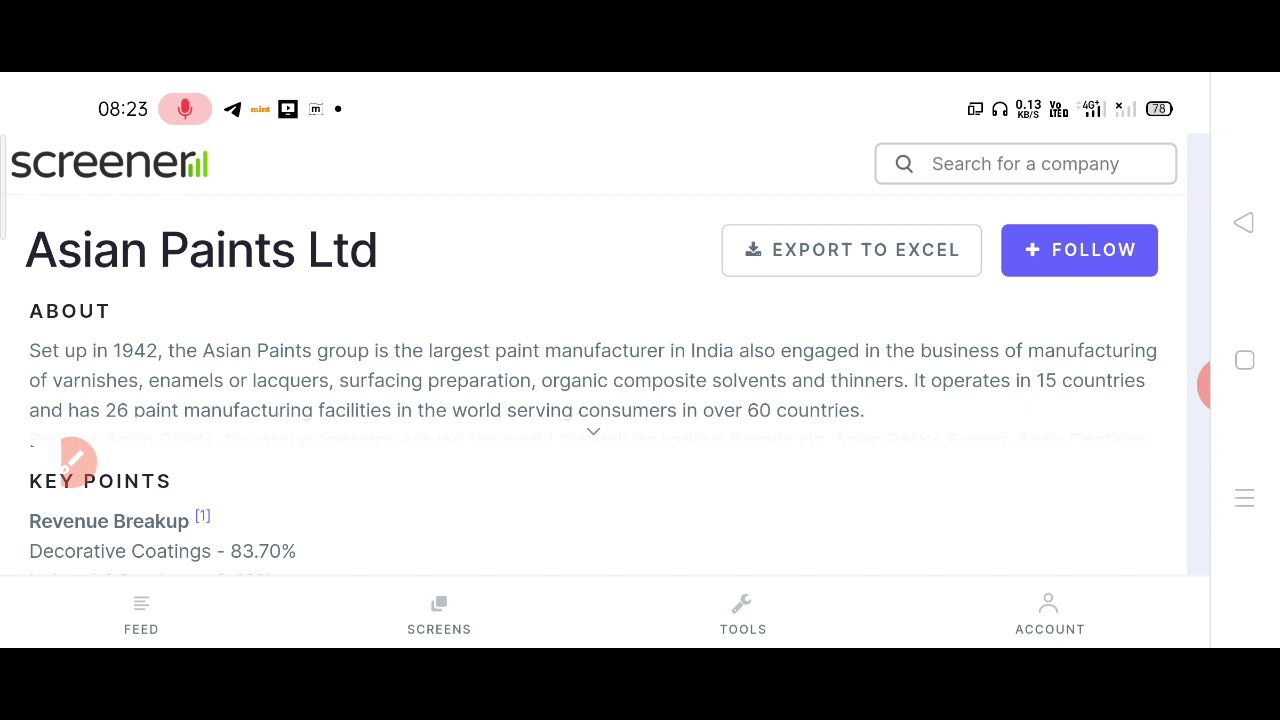 08:23 mint m 0.13 KB/S Vo LTE 4G+ 78
screener
Search for a company
Asian Paints Ltd
EXPORT TO EXCEL
+ FOLLOW
ABOUT
Set up in 1942, the Asian Paints group is the largest paint manufacturer in India also engaged in the business of manufacturing
of varnishes, enamels or lacquers, surfacing preparation, organic composite solvents and thinners. It operates in 15 countries
and has 26 paint manufacturing facilities in the world serving consumers in over 60 countries.
KEY POINTS
Revenue Breakup [1]
Decorative Coatings - 83.70%
FEED
SCREENS
TOOLS
ACCOUNT